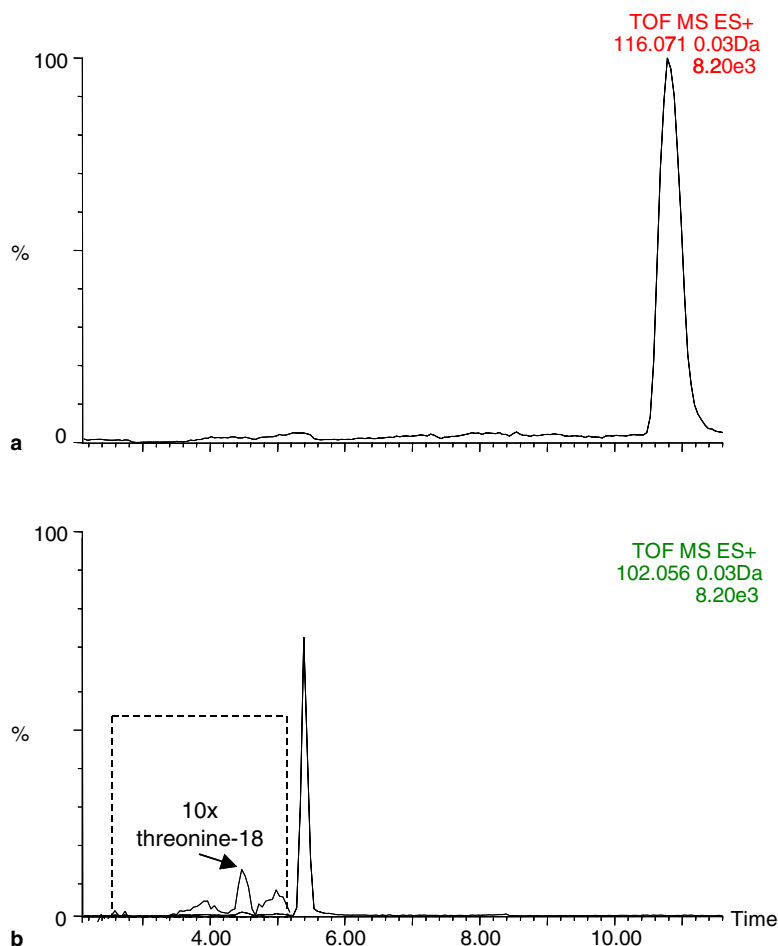 TOF MS ES+
116.071 0.03Da
8.20e3
100
%
0
a
100
TOF MS ES+
102.056 0.03Da
8.20e3
%
10x
threonine-18
0
Time
4.00 6.00 8.00 10.00
b